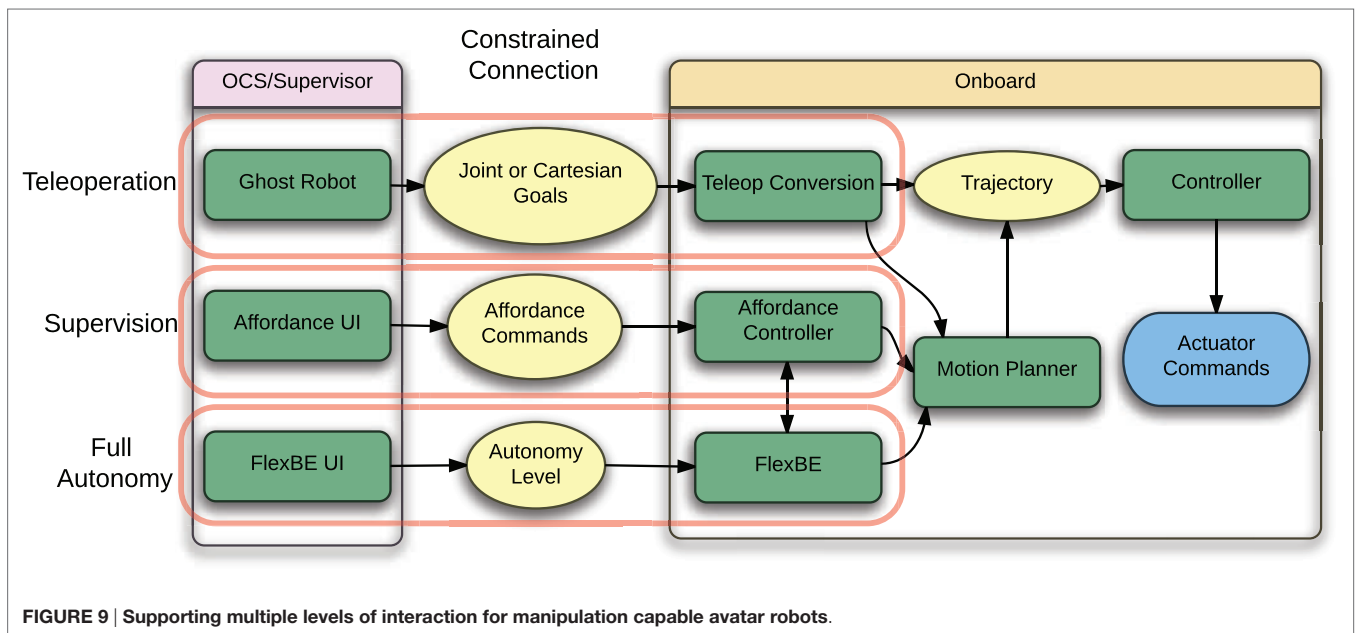 Constrained
Connection
OCS/Supervisor
Onboard
Teleoperation
Ghost Robot
Joint or Cartesian
Goals
Teleop Conversion
Trajectory
Controller
Supervision
Affordance UI
Affordance
Commands
Affordance
Controller
Motion Planner
Actuator
Commands
Full
Autonomy
FlexBE UI
Autonomy
Level
FlexBE
FIGURE 9 | Supporting multiple levels of interaction for manipulation capable avatar robots.